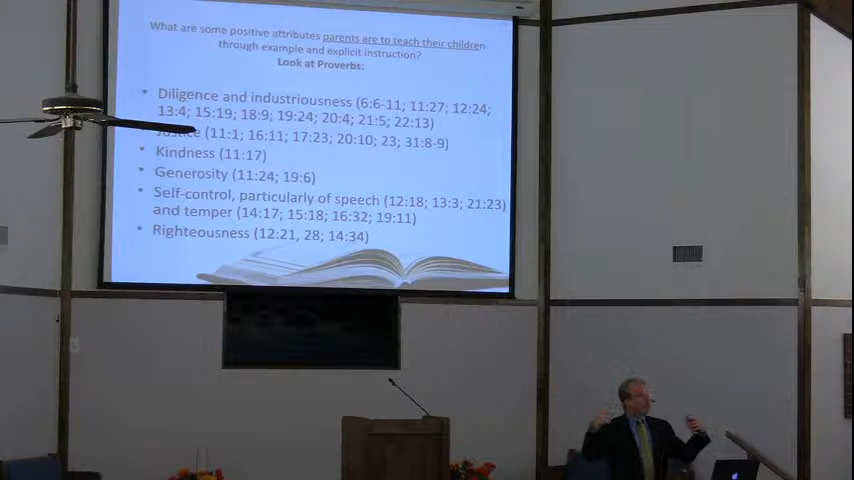 What are some positive attributes parents are to teach their children
through example and explicit instruction?
Look at Proverbs:
• Diligence and industriousness (6:6-11; 11:27; 12:24;
13:4; 15:19; 18:9; 19:24; 20:4; 21:5; 22:13)
Justice (11:1; 16:11; 17:23; 20:10; 23; 31:8-9)
• Kindness (11:17)
• Generosity (11:24; 19:6)
• Self-control, particularly of speech (12:18; 13:3; 21:23)
and temper (14:17; 15:18; 16:32; 19:11)
• Righteousness (12:21, 28; 14:34)